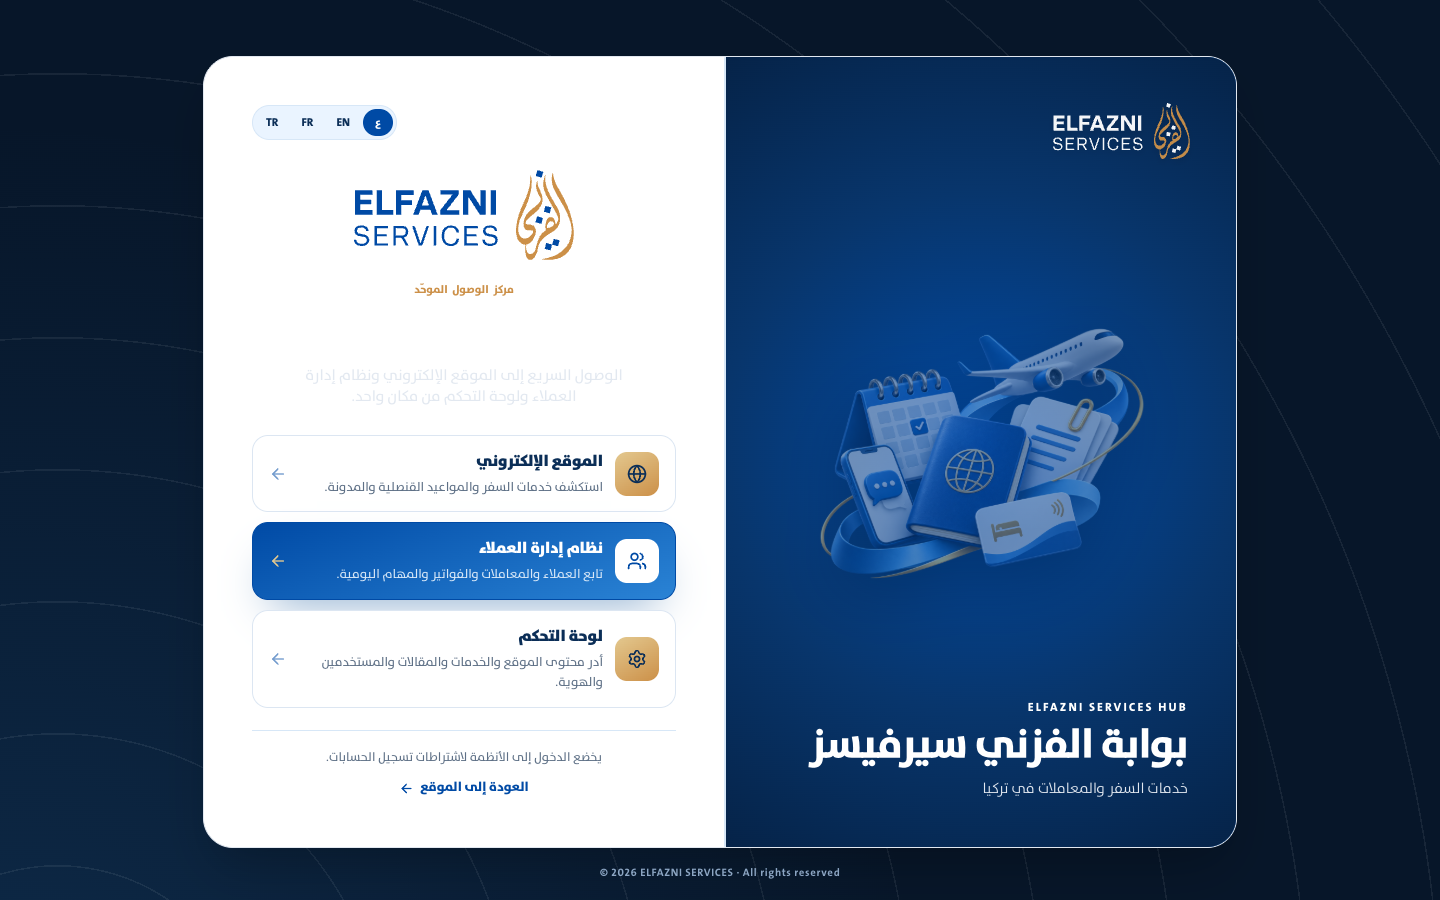 ELFAZNI
SERVICES
ELFAZNI SERVICES HUB
بوابة الفزني سيرفيسز
خدمات السفر والمعاملات في تركيا
ع EN FR TR
ELFAZNI
SERVICES
مركز الوصول الموحّد
الوصول السريع إلى الموقع الإلكتروني ونظام إدارة
العملاء ولوحة التحكم من مكان واحد.
الموقع الإلكتروني
استكشف خدمات السفر والمواعيد القنصلية والمدونة.
نظام إدارة العملاء
تابع العملاء والمعاملات والفواتير والمهام اليومية.
لوحة التحكم
أدر محتوى الموقع والخدمات والمقالات والمستخدمين
والهوية.
يخضع الدخول إلى الأنظمة لاشتراطات تسجيل الحسابات.
العودة إلى الموقع
© 2026 ELFAZNI SERVICES · All rights reserved